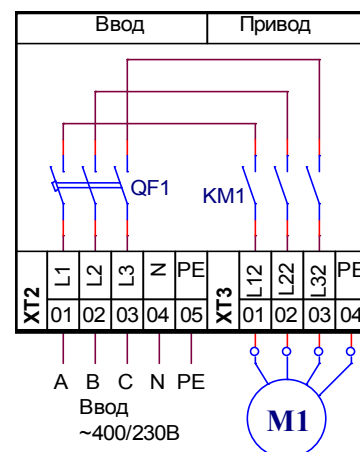 Ввод Привод
QF1 KM1
XT2 L1 L2 L3 N PE XT3 L12 L22 L32 PE
01 02 03 04 05 01 02 03 04
A B C N PE
Ввод
~400/230В
M1